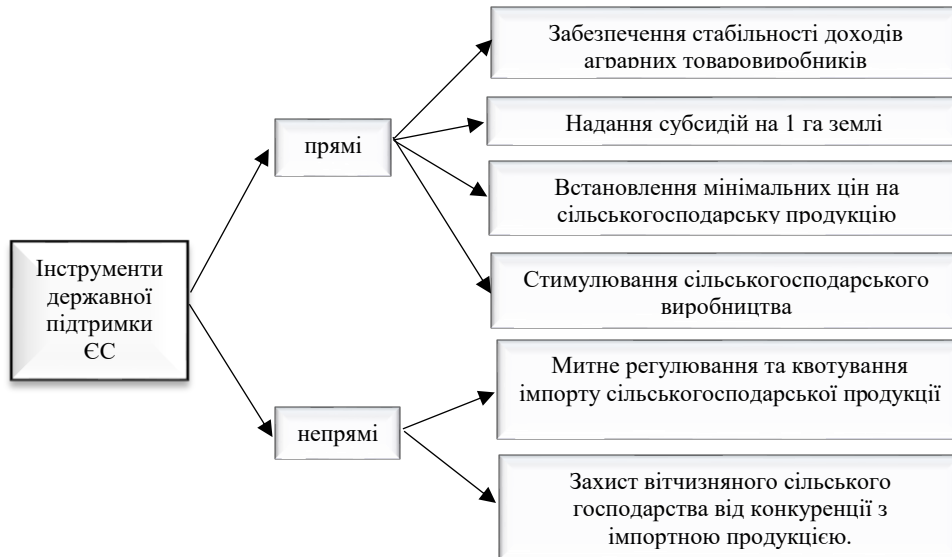 Забезпечення стабільності доходів
аграрних товаровиробників
Надання субсидій на 1 га землі
прямі
Встановлення мінімальних цін на
сільськогосподарську продукцію
Інструменти
державної
підтримки
ЄС
Стимулювання сільськогосподарського
виробництва
Митне регулювання та квотування
імпорту сільськогосподарської продукції
непрямі
Захист вітчизняного сільського
господарства від конкуренції з
імпортною продукцією.